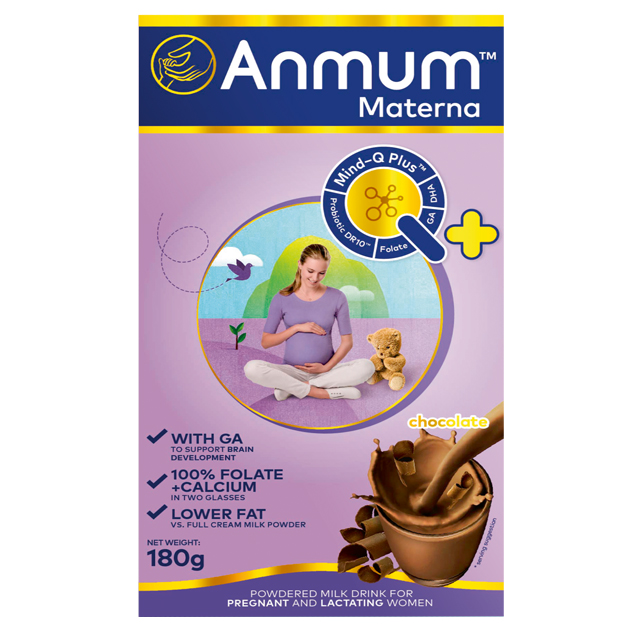 Anmum™
Materna
Mind-Q Plus™
Probiotic DR10™
Folate
GA
DHA
chocolate
WITH GA
TO SUPPORT BRAIN
DEVELOPMENT
100% FOLATE
+CALCIUM
IN TWO GLASSES
LOWER FAT
VS. FULL CREAM MILK POWDER
NET WEIGHT:
180g
* serving suggestion
POWDERED MILK DRINK FOR
PREGNANT AND LACTATING WOMEN